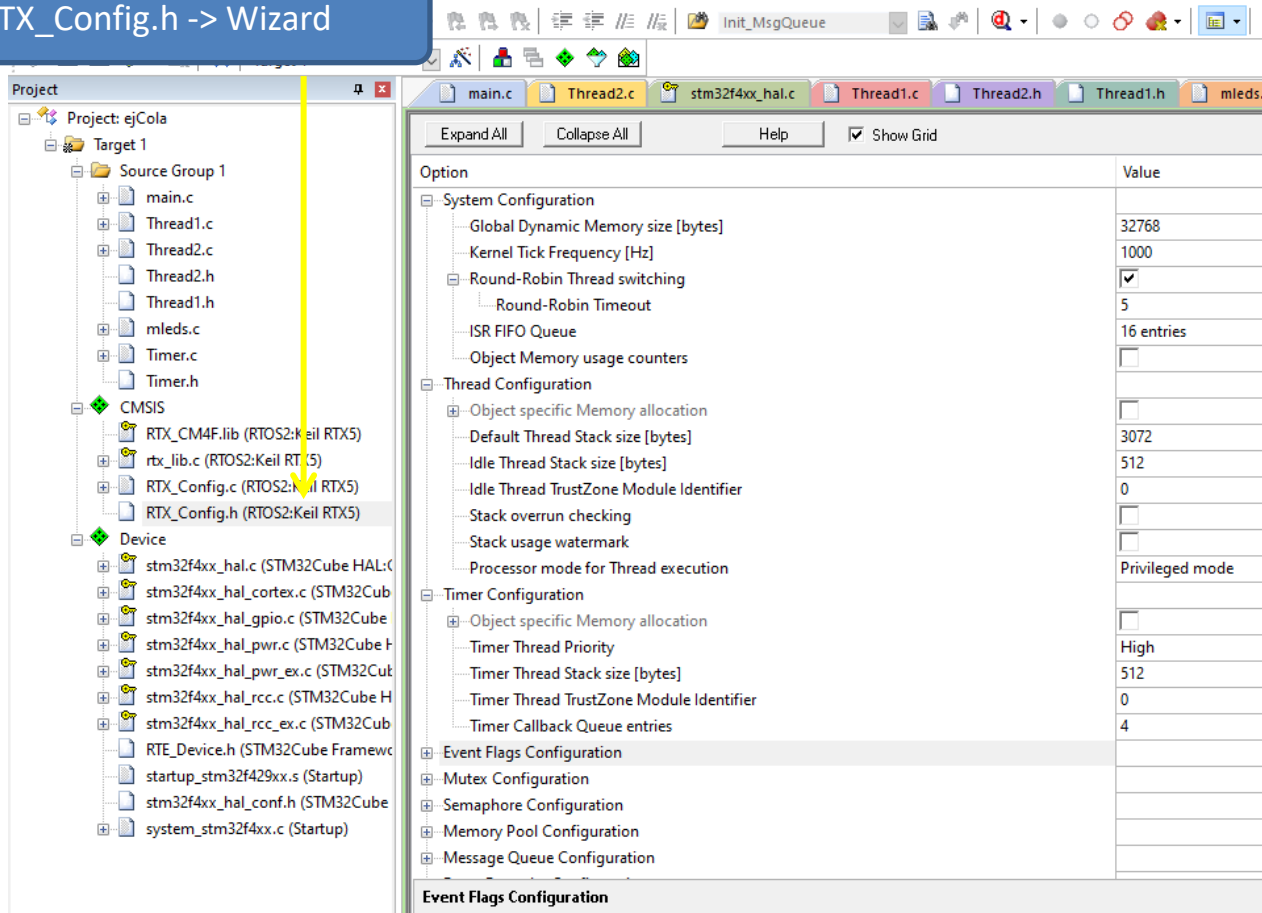 TX_Config.h -> Wizard
Init_MsgQueue
Project
main.c Thread2.c stm32f4xx_hal.c Thread1.c Thread2.h Thread1.h mleds.
Project: ejCola
Target 1
Source Group 1
main.c
Thread1.c
Thread2.c
Thread2.h
Thread1.h
mleds.c
Timer.c
Timer.h
CMSIS
RTX_CM4F.lib (RTOS2:Keil RTX5)
rtx_lib.c (RTOS2:Keil RTX5)
RTX_Config.c (RTOS2:Keil RTX5)
RTX_Config.h (RTOS2:Keil RTX5)
Device
stm32f4xx_hal.c (STM32Cube HAL:C
stm32f4xx_hal_cortex.c (STM32Cub
stm32f4xx_hal_gpio.c (STM32Cube
stm32f4xx_hal_pwr.c (STM32Cube H
stm32f4xx_hal_pwr_ex.c (STM32Cub
stm32f4xx_hal_rcc.c (STM32Cube H
stm32f4xx_hal_rcc_ex.c (STM32Cub
RTE_Device.h (STM32Cube Framewo
startup_stm32f429xx.s (Startup)
stm32f4xx_hal_conf.h (STM32Cube
system_stm32f4xx.c (Startup)
Expand All Collapse All Help Show Grid
Option Value
System Configuration
Global Dynamic Memory size [bytes] 32768
Kernel Tick Frequency [Hz] 1000
Round-Robin Thread switching
Round-Robin Timeout 5
ISR FIFO Queue 16 entries
Object Memory usage counters
Thread Configuration
Object specific Memory allocation
Default Thread Stack size [bytes] 3072
Idle Thread Stack size [bytes] 512
Idle Thread TrustZone Module Identifier 0
Stack overrun checking
Stack usage watermark
Processor mode for Thread execution Privileged mode
Timer Configuration
Object specific Memory allocation
Timer Thread Priority High
Timer Thread Stack size [bytes] 512
Timer Thread TrustZone Module Identifier 0
Timer Callback Queue entries 4
Event Flags Configuration
Mutex Configuration
Semaphore Configuration
Memory Pool Configuration
Message Queue Configuration
Event Flags Configuration